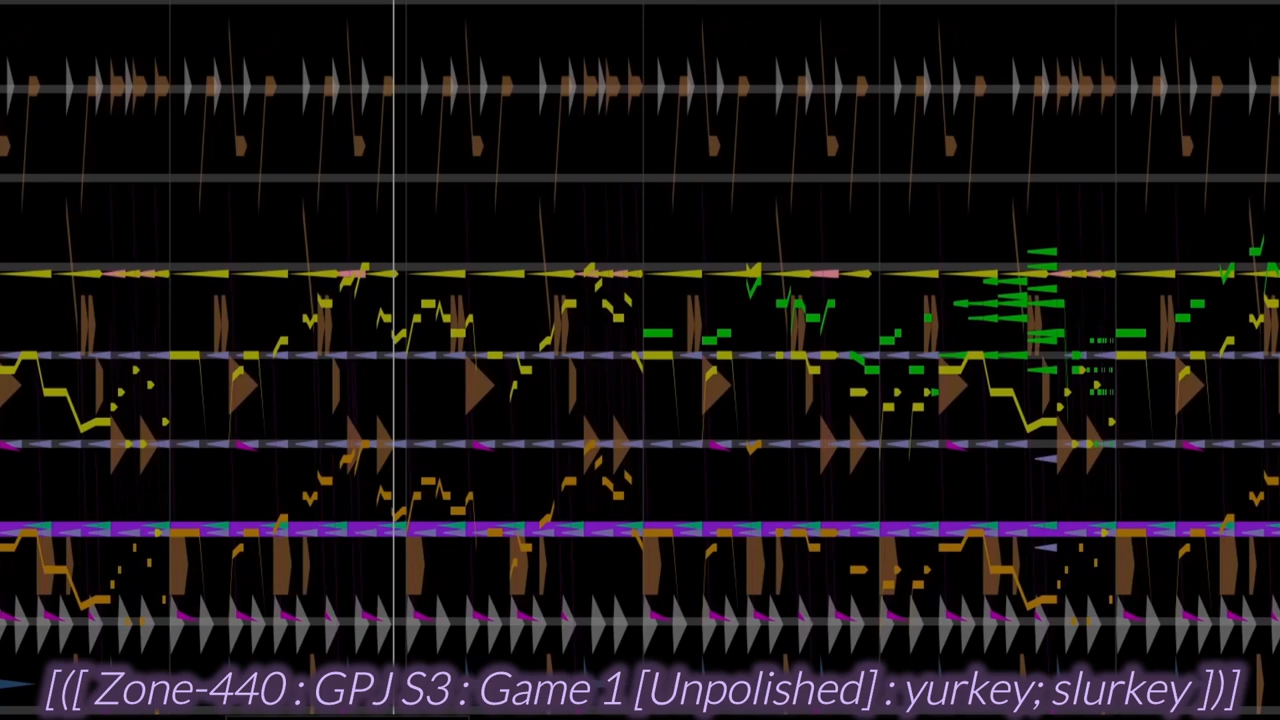 [([ Zone-440 : GPJ S3 : Game 1 [Unpolished] : yurkey; slurkey ])]